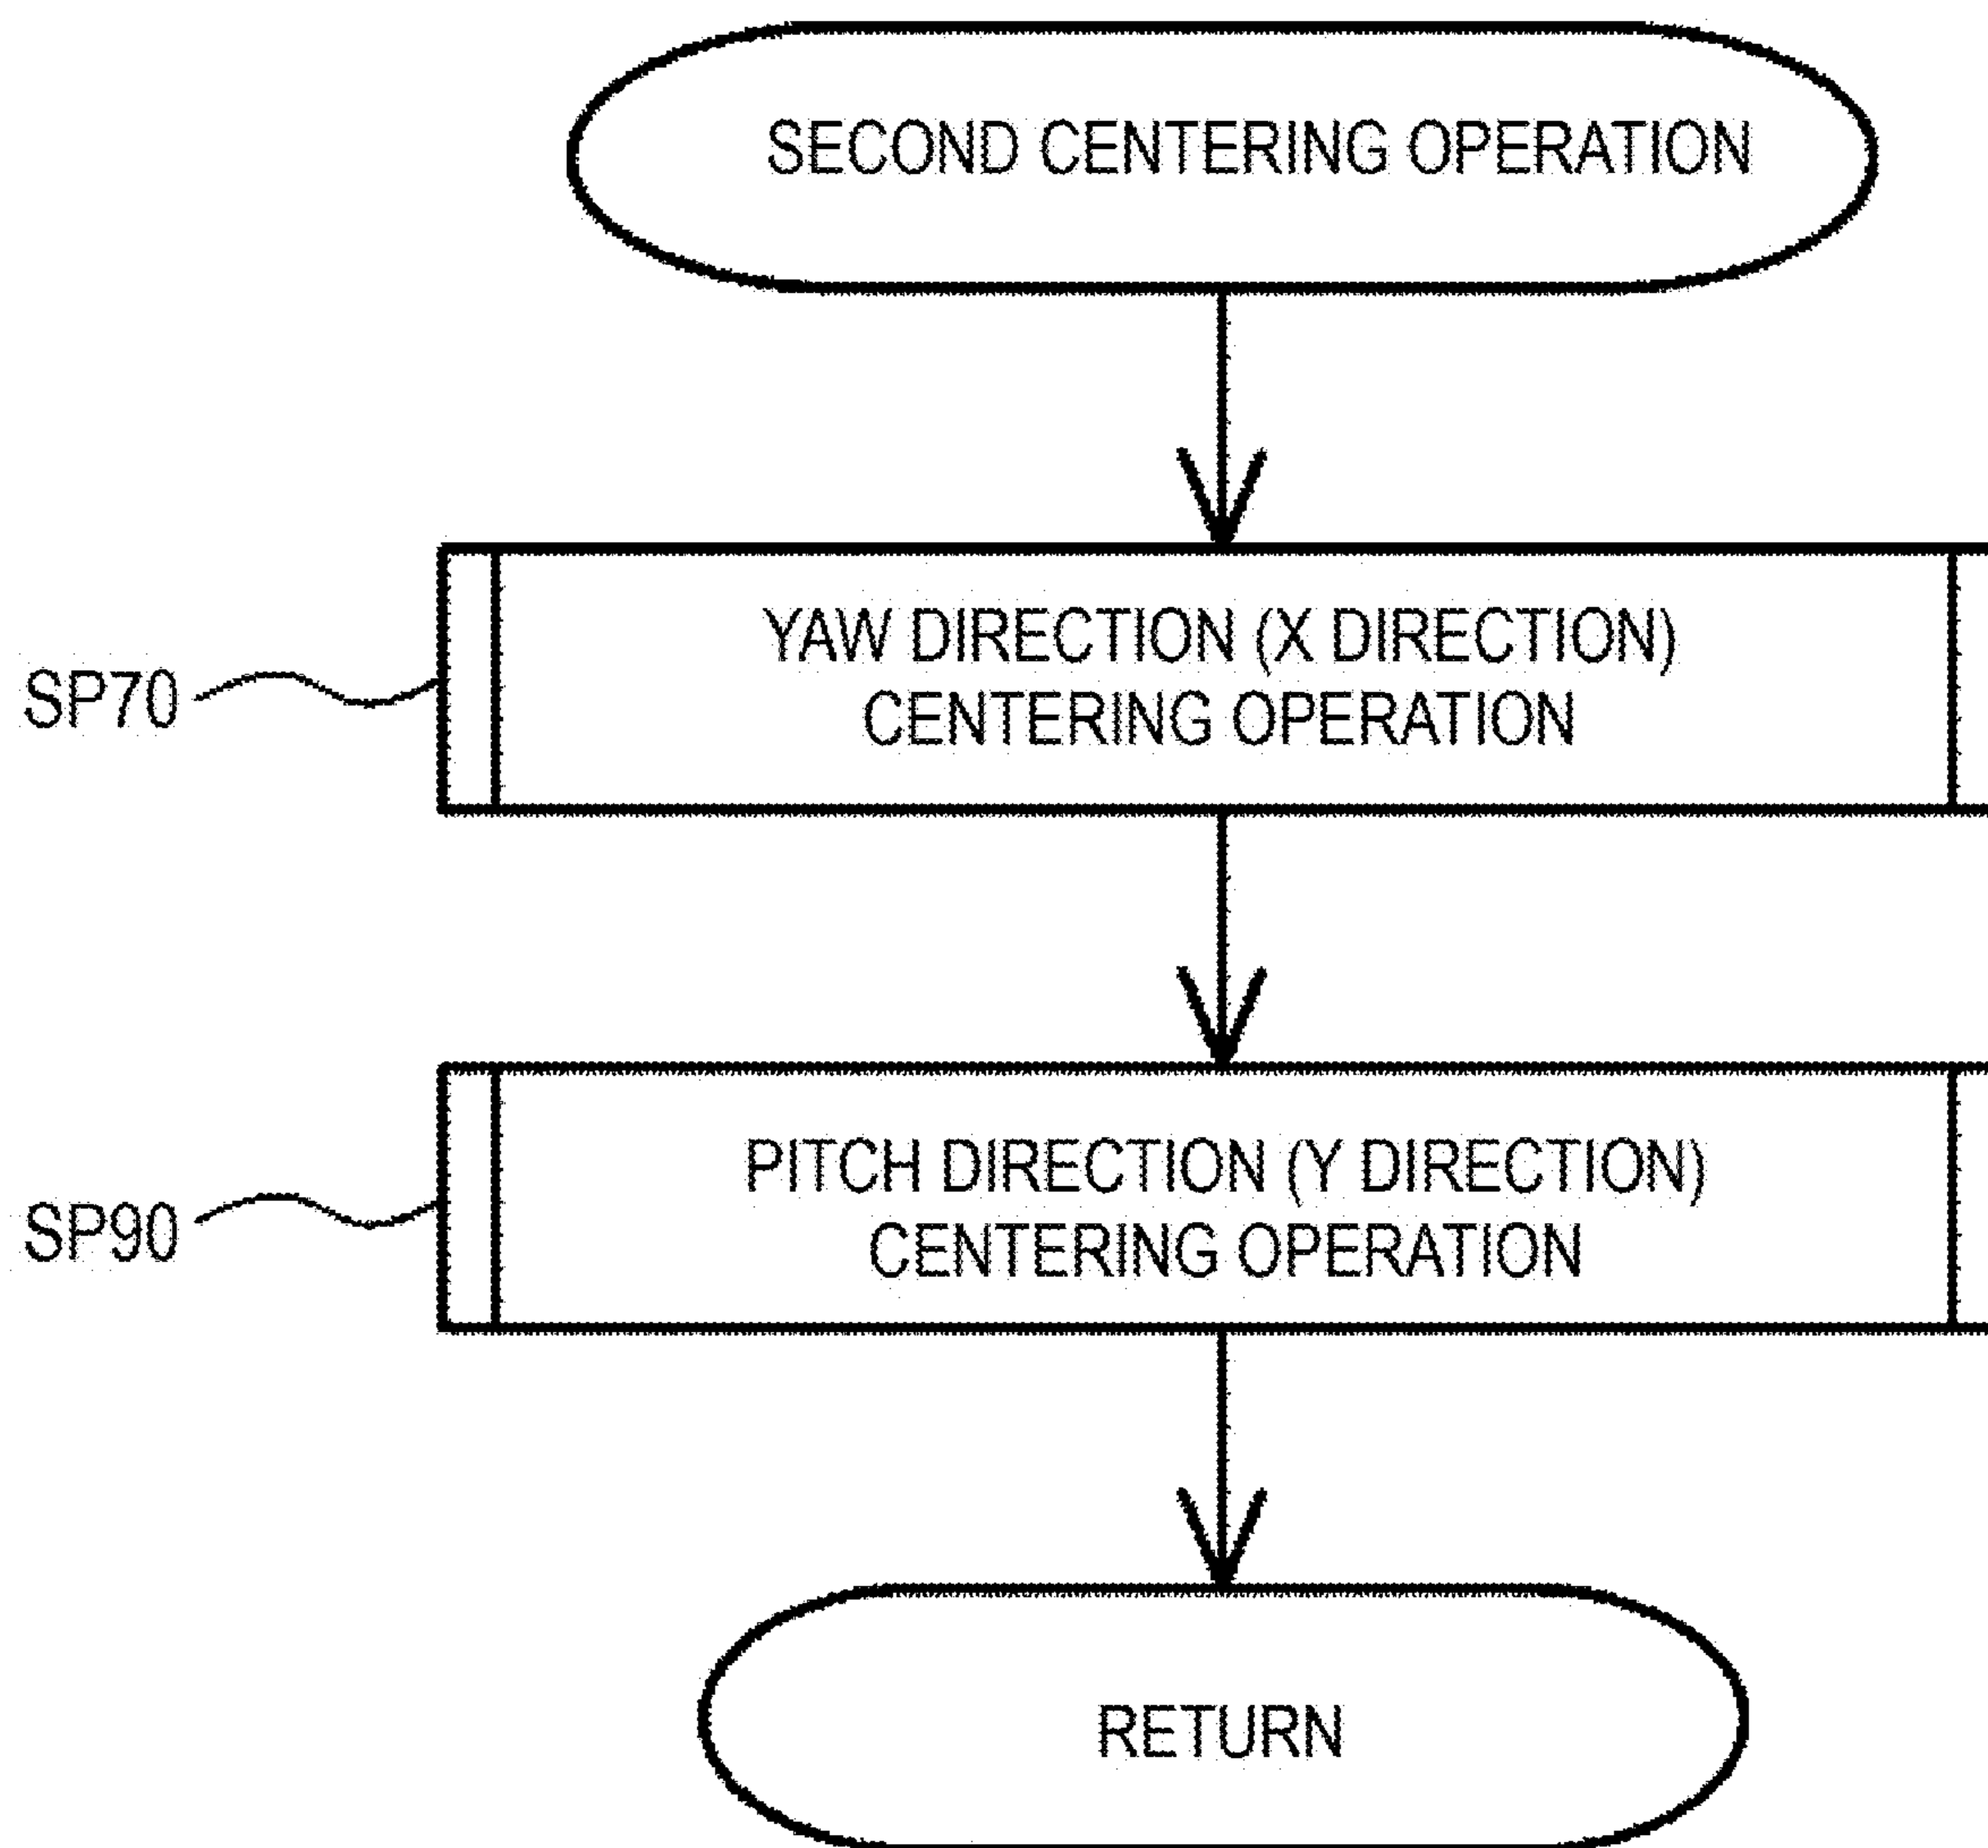 SECOND CENTERING OPERATION
SP70
YAW DIRECTION (X DIRECTION)
CENTERING OPERATION
SP90
PITCH DIRECTION (Y DIRECTION)
CENTERING OPERATION
RETURN